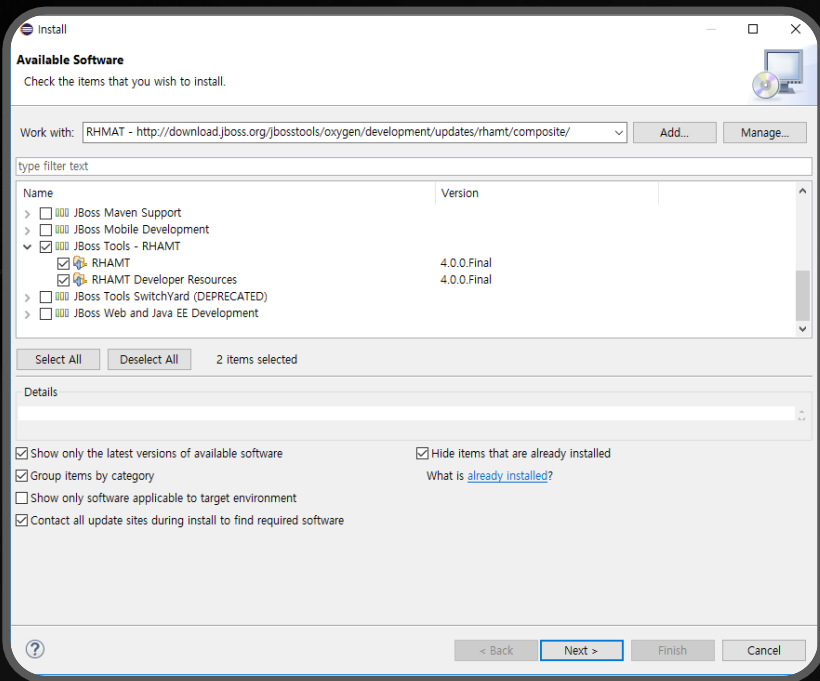 Install
Available Software
Check the items that you wish to install.
Work with: RHMAT - http://download.jboss.org/jbosstools/oxygen/development/updates/rhamt/composite/ Add... Manage...
type filter text
Name Version
JBoss Maven Support
JBoss Mobile Development
JBoss Tools - RHAMT
RHAMT 4.0.0.Final
RHAMT Developer Resources 4.0.0.Final
JBoss Tools SwitchYard (DEPRECATED)
JBoss Web and Java EE Development
Select All Deselect All 2 items selected
Details
Show only the latest versions of available software Hide items that are already installed
Group items by category What is already installed?
Show only software applicable to target environment
Contact all update sites during install to find required software
? < Back Next > Finish Cancel